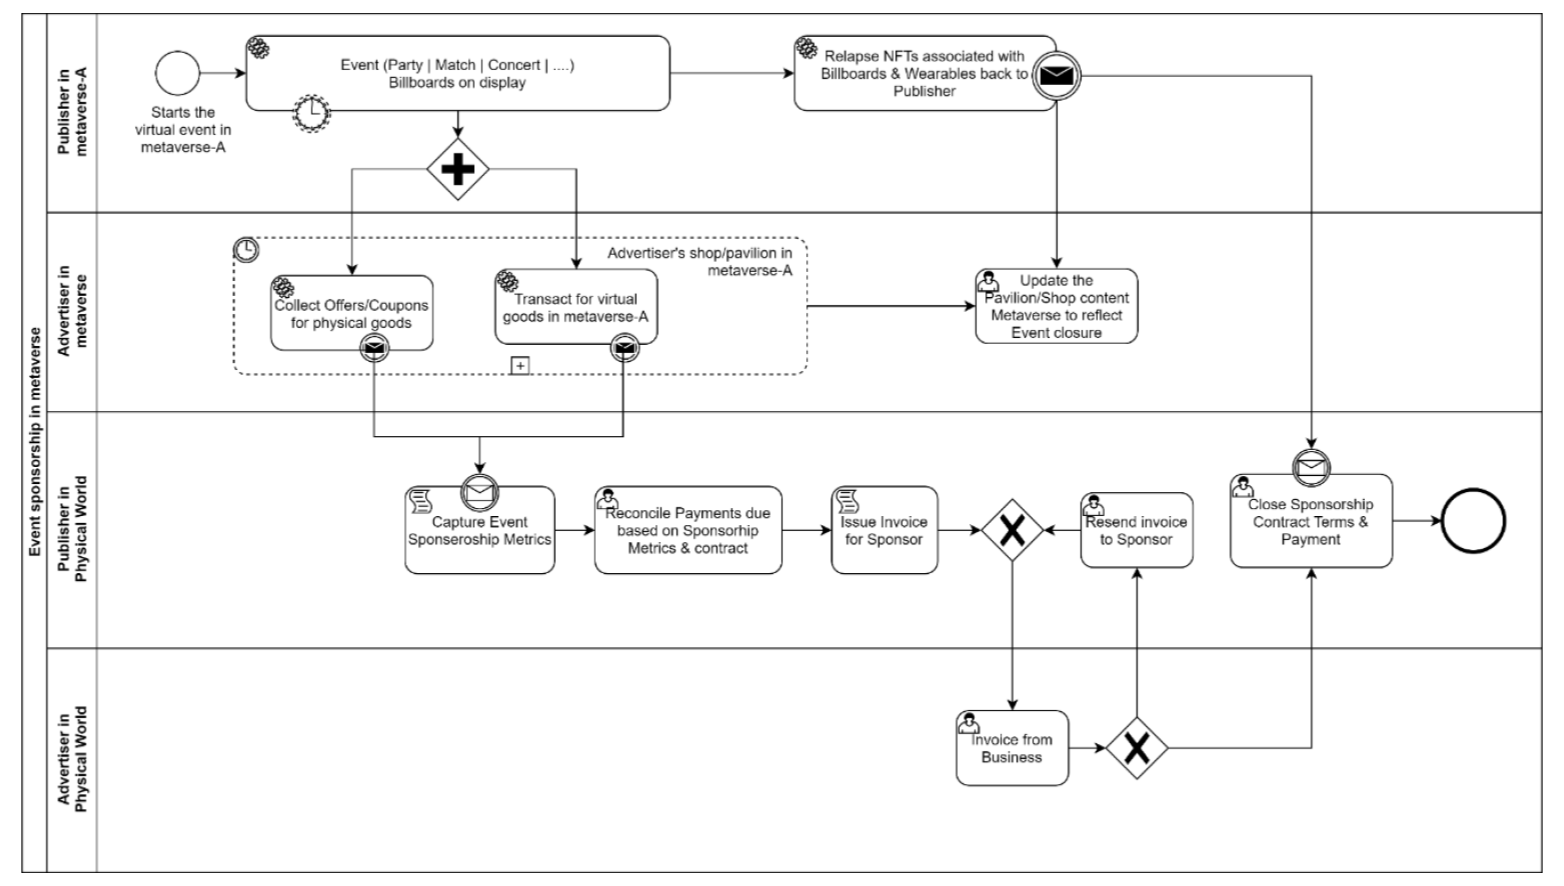 Event sponsorship in metaverse
Publisher in
metaverse-A
Starts the
virtual event in
metaverse-A
Event (Party | Match | Concert | ....)
Billboards on display
Relapse NFTs associated with
Billboards & Wearables back to
Publisher
Advertiser in
metaverse
Advertiser's shop/pavilion in
metaverse-A
Collect Offers/Coupons
for physical goods
Transact for virtual
goods in metaverse-A
Update the
Pavilion/Shop content
Metaverse to reflect
Event closure
Publisher in
Physical World
Capture Event
Sponseroship Metrics
Reconcile Payments due
based on Sponsorhip
Metrics & contract
Issue Invoice
for Sponsor
Resend invoice
to Sponsor
Close Sponsorship
Contract Terms &
Payment
Advertiser in
Physical World
Invoice from
Business